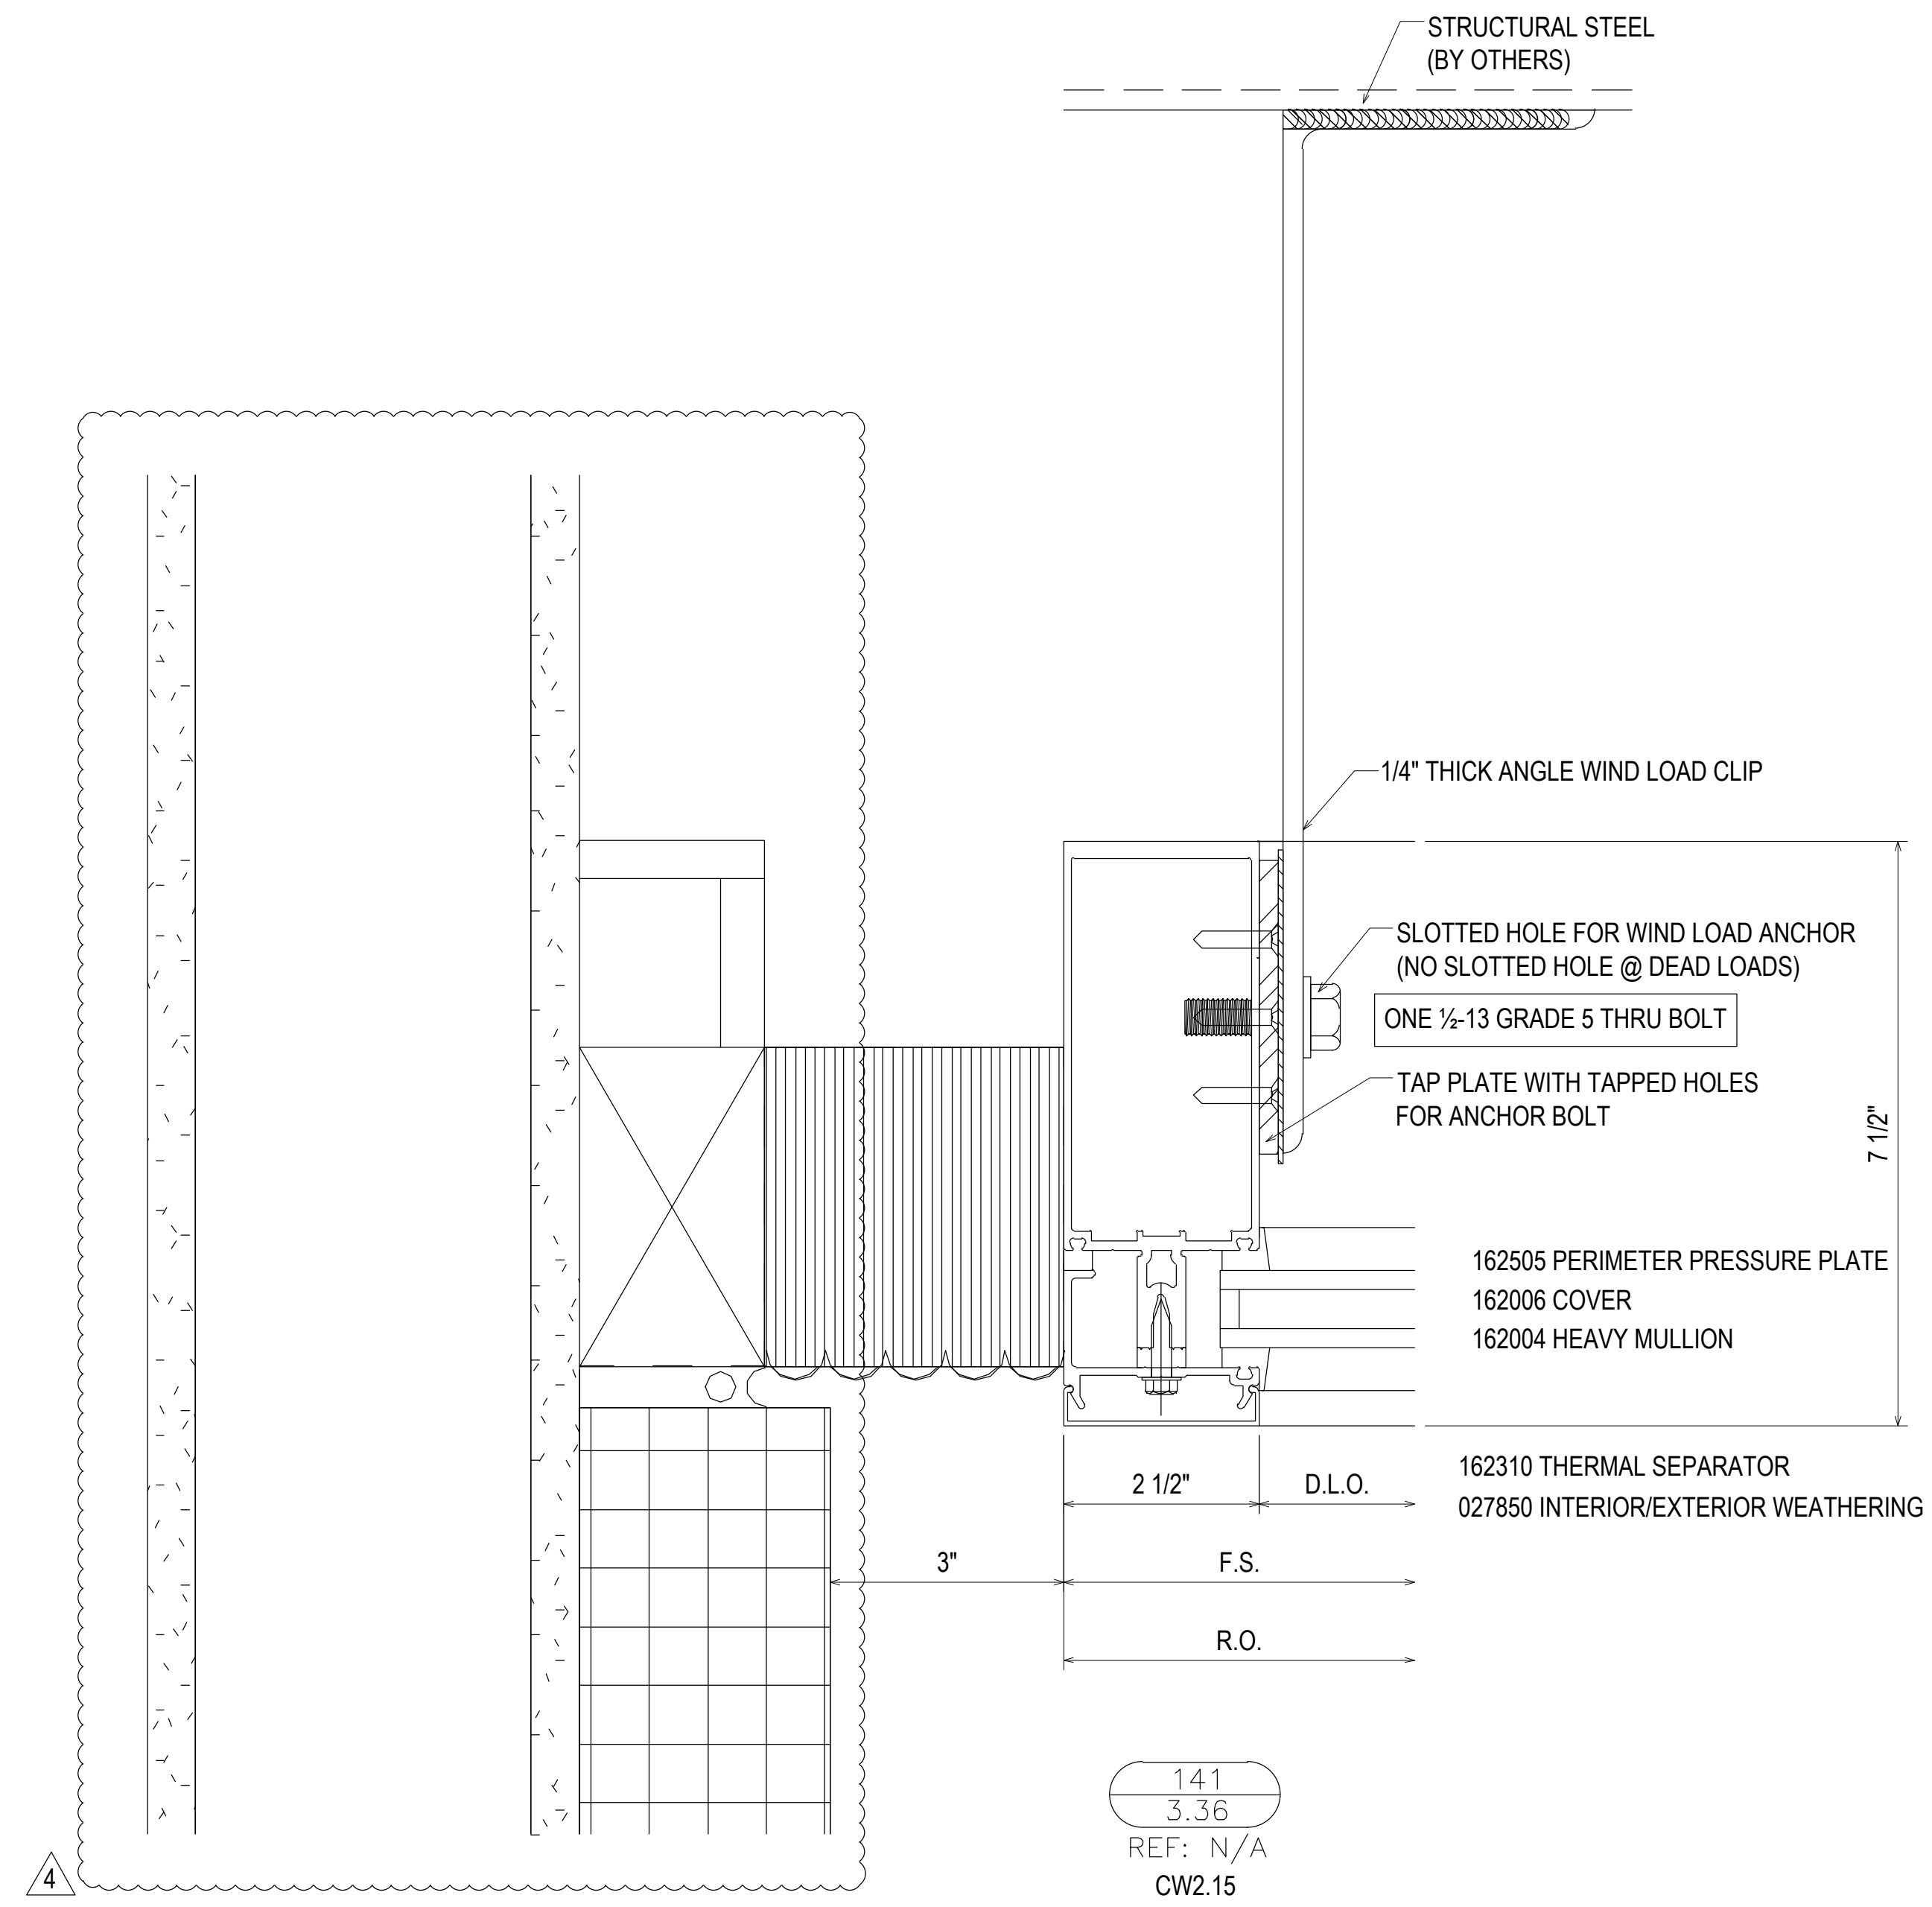 STRUCTURAL STEEL
(BY OTHERS)
1/4" THICK ANGLE WIND LOAD CLIP
SLOTTED HOLE FOR WIND LOAD ANCHOR
(NO SLOTTED HOLE @ DEAD LOADS)
ONE ½-13 GRADE 5 THRU BOLT
TAP PLATE WITH TAPPED HOLES
FOR ANCHOR BOLT
7 1/2"
162505 PERIMETER PRESSURE PLATE
162006 COVER
162004 HEAVY MULLION
162310 THERMAL SEPARATOR
027850 INTERIOR/EXTERIOR WEATHERING
2 1/2"
D.L.O.
3"
F.S.
R.O.
141
3.36
REF: N/A
CW2.15
4